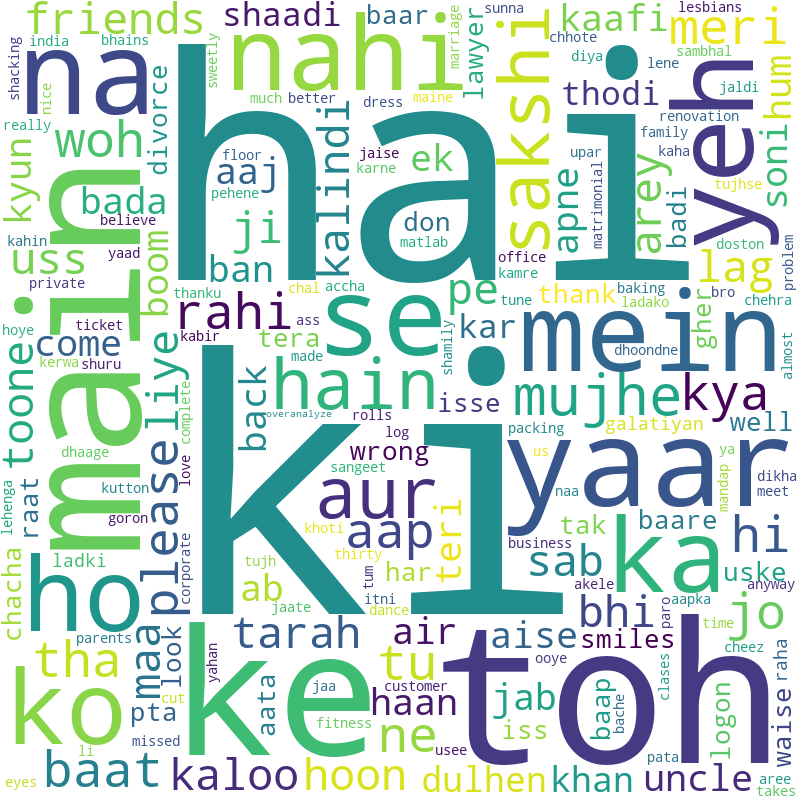 friends
shaadi
baar
sunna
kaafi
meri
lesbians
india
bhains
shacking
na
nahi
sweetly
marriage
lawyer
sakshi
chhote
diya
lene
sambhal
jaldi
hum
nice
really
woh
divorce
much
better
dress
maine
thodi
yeh
renovation
family
kaha
kyun
hai
floor
aaj
kalindi
jaise
karne
ek
upar
apne
matrimonial
arey
badi
tujhse
soni
bada
pehene
ji
don
matlab
believe
kahin
yaad
uss
boom
ban
office
kamre
lag
doston
problem
private
main
thanku
chal
accha
se
pe
tune
thank
baking
ladako
bro
chehra
hoye
ticket
rahi
kabir
ass
tera
made
shamily
kar
mein
gher
dhoondne
almost
come
kerwa
shuru
toone
liye
back
hain
isse
mujhe
kya
complete
overanalyze
rolls
log
wrong
packing
us
galatiyan
well
ya
naa
mandap
dikha
meet
dhaage
please
love
ki
sangeet
aur
yaar
lehenga
raat
kutton
goron
khoti
aap
teri
tak
baare
hi
thirty
business
ladki
corporate
tujh
ab
jaate
har
tum
itni
dance
sab
akele
ka
uske
anyway
ho
chacha
parents
maa
look
tarah
air
aise
bhi
smiles
paro
aapka
jo
time
cheez
tha
ko
yahan
ke
jaa
customer
fitness
haan
tu
ooye
toh
clases
raha
cut
pta
missed
aata
ne
usee
jab
iss
baap
bache
logon
waise
li
eyes
baat
kaloo
hoon
dulhen
khan
uncle
pata
aree
takes